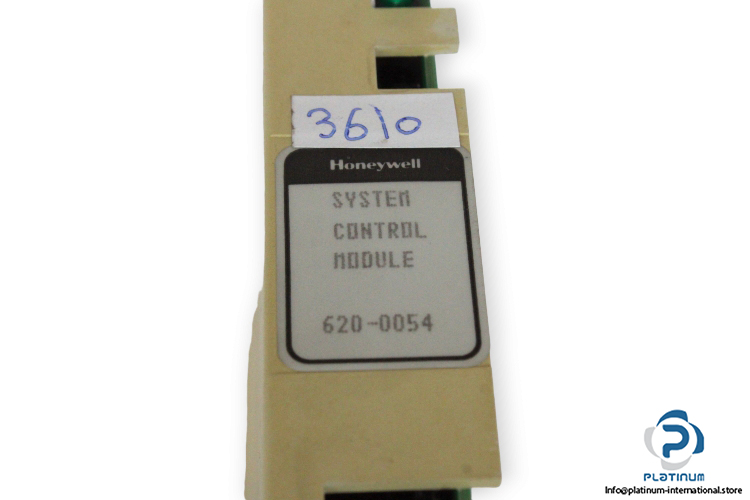 3610
Honeywell
SYSTEM
CONTROL
MODULE
620-0054
PLATINUM
Info@platinum-international.store